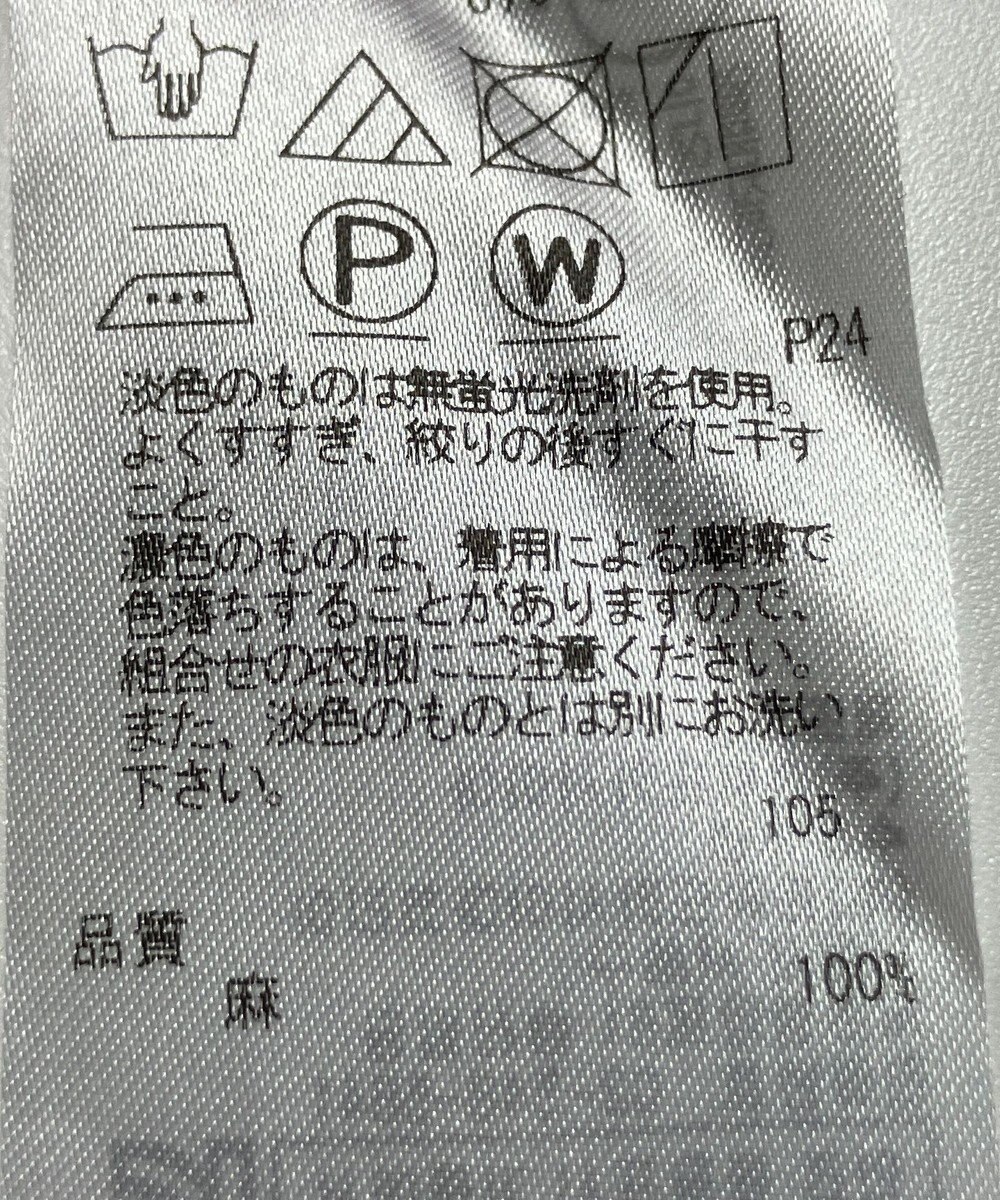 P
W
P24
淡色のものは無蛍光洗剤を使用。
よくすすぎ、絞りの後すぐに干す
こと。
濃色のものは、着用による摩擦で
色落ちすることがありますので、
組合せの衣服にご注意ください。
また、淡色のものとは別にお洗い
下さい。
105
品質
麻 100%